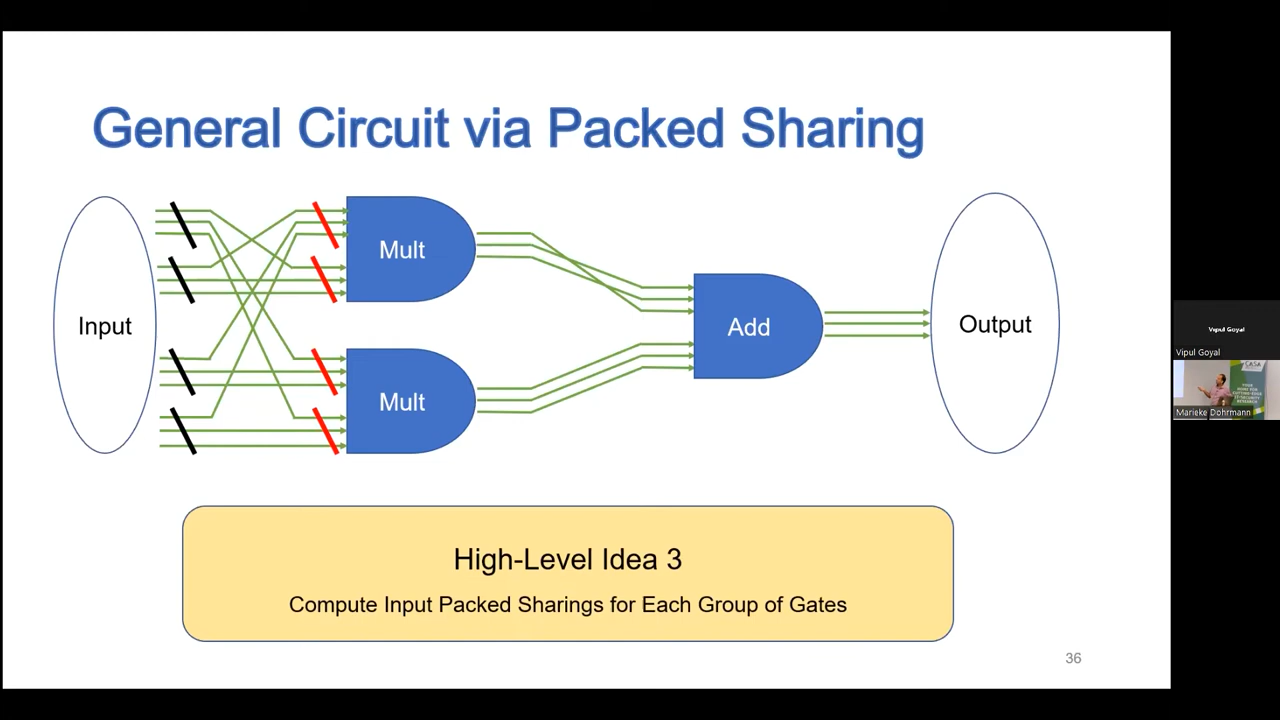 General Circuit via Packed Sharing
Input
Mult
Mult
Add
Output
High-Level Idea 3
Compute Input Packed Sharings for Each Group of Gates
36
Vipul Goyal
Vipul Goyal
CASA
Marieke Dohrmann